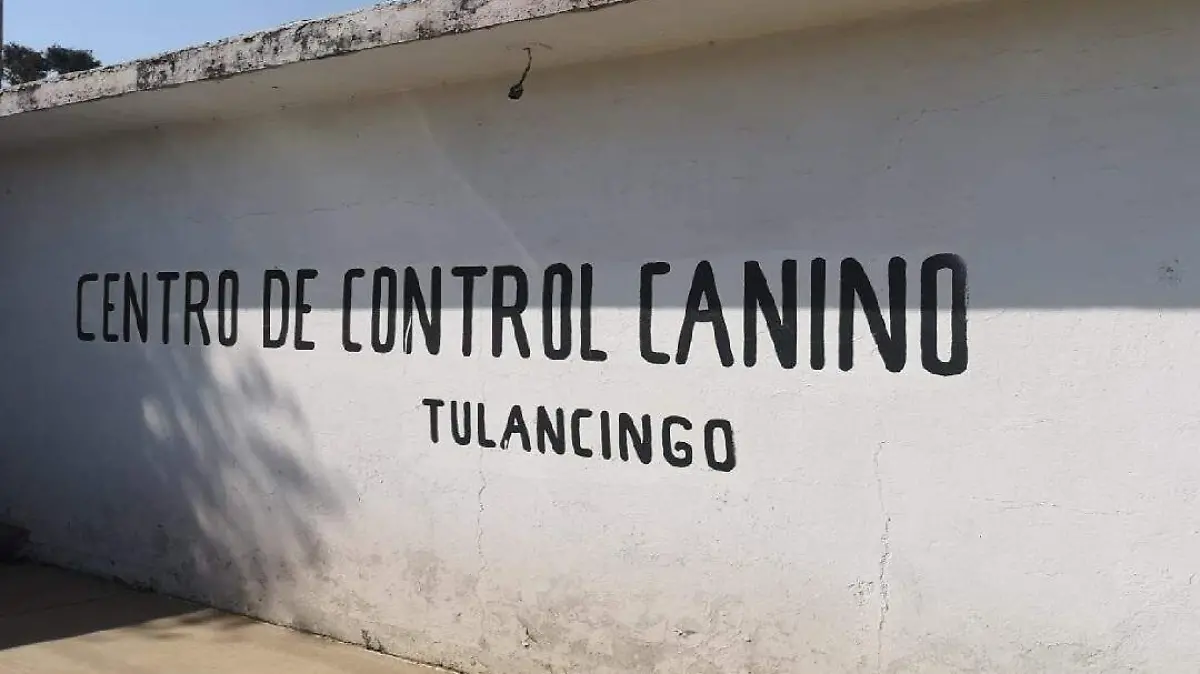 CENTRO DE CONTROL CANINO
TULANCINGO